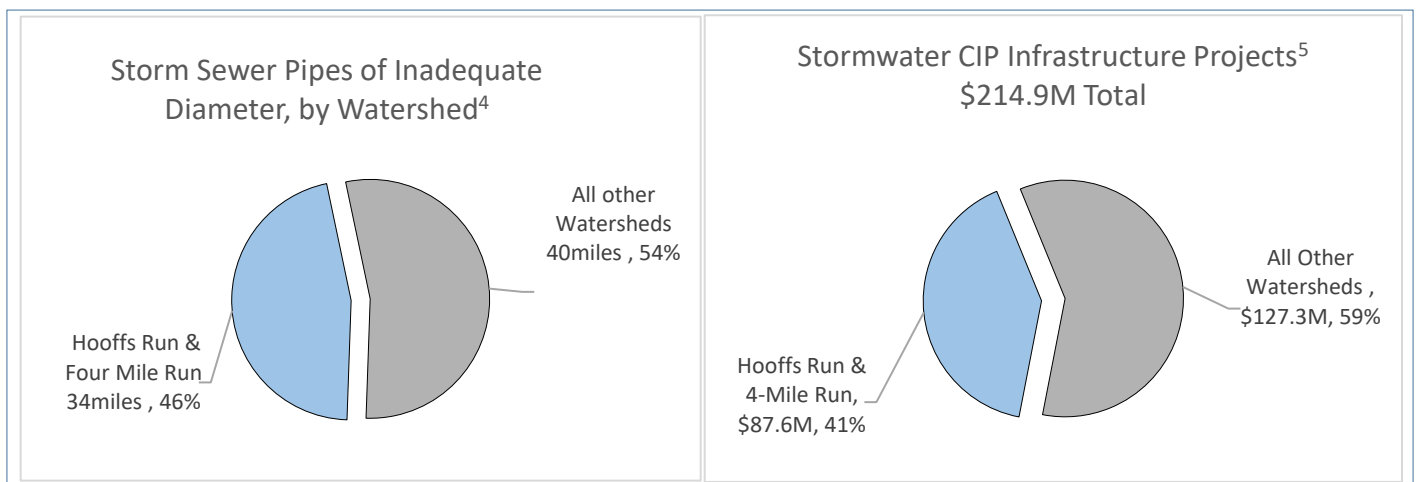 Storm Sewer Pipes of Inadequate
Diameter, by Watershed4
All other
Watersheds
40miles , 54%
Hooffs Run &
Four Mile Run
34miles , 46%
Stormwater CIP Infrastructure Projects5
$214.9M Total
All Other
Watersheds ,
$127.3M, 59%
Hooffs Run &
4-Mile Run,
$87.6M, 41%